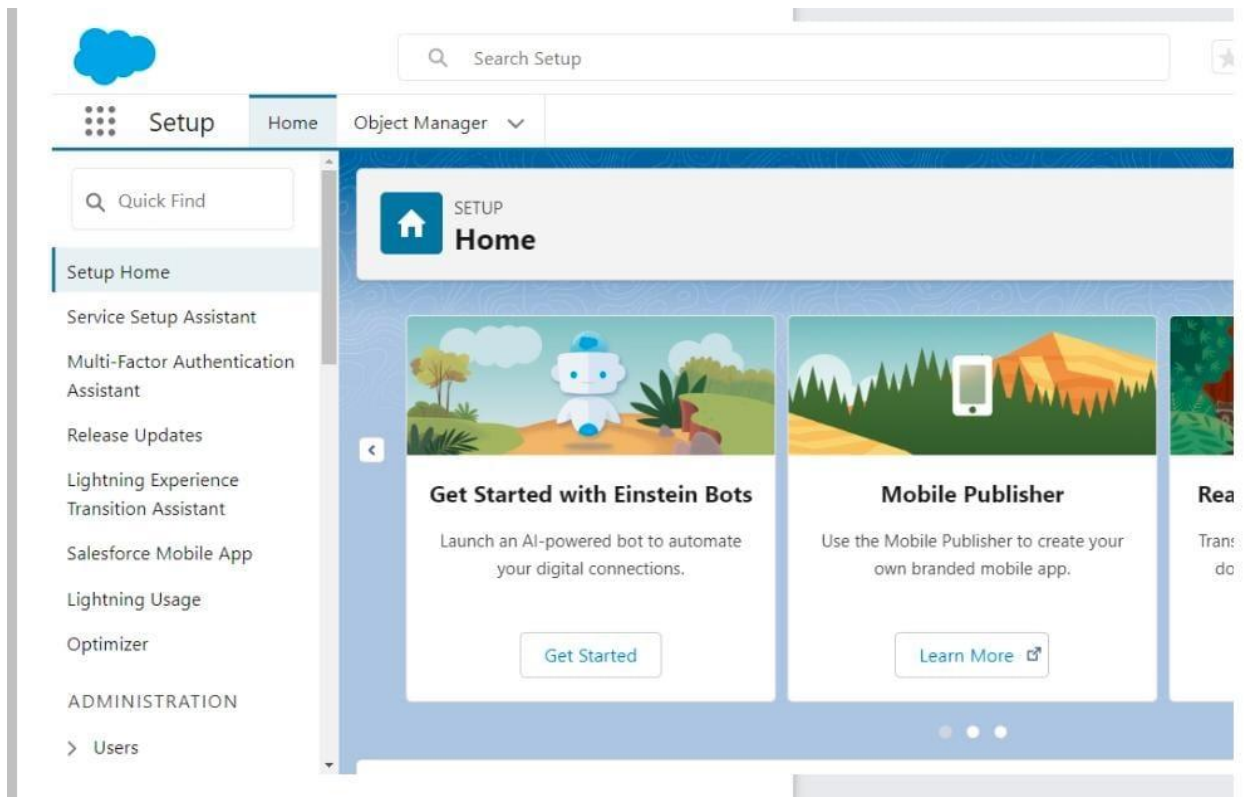 Search Setup
Setup
Home
Object Manager
Quick Find
Setup Home
Service Setup Assistant
Multi-Factor Authentication
Assistant
Release Updates
Lightning Experience
Transition Assistant
Salesforce Mobile App
Lightning Usage
Optimizer
ADMINISTRATION
Users
SETUP
Home
Get Started with Einstein Bots
Launch an AI-powered bot to automate
your digital connections.
Get Started
Mobile Publisher
Use the Mobile Publisher to create your
own branded mobile app.
Learn More
Rea
Trans
do